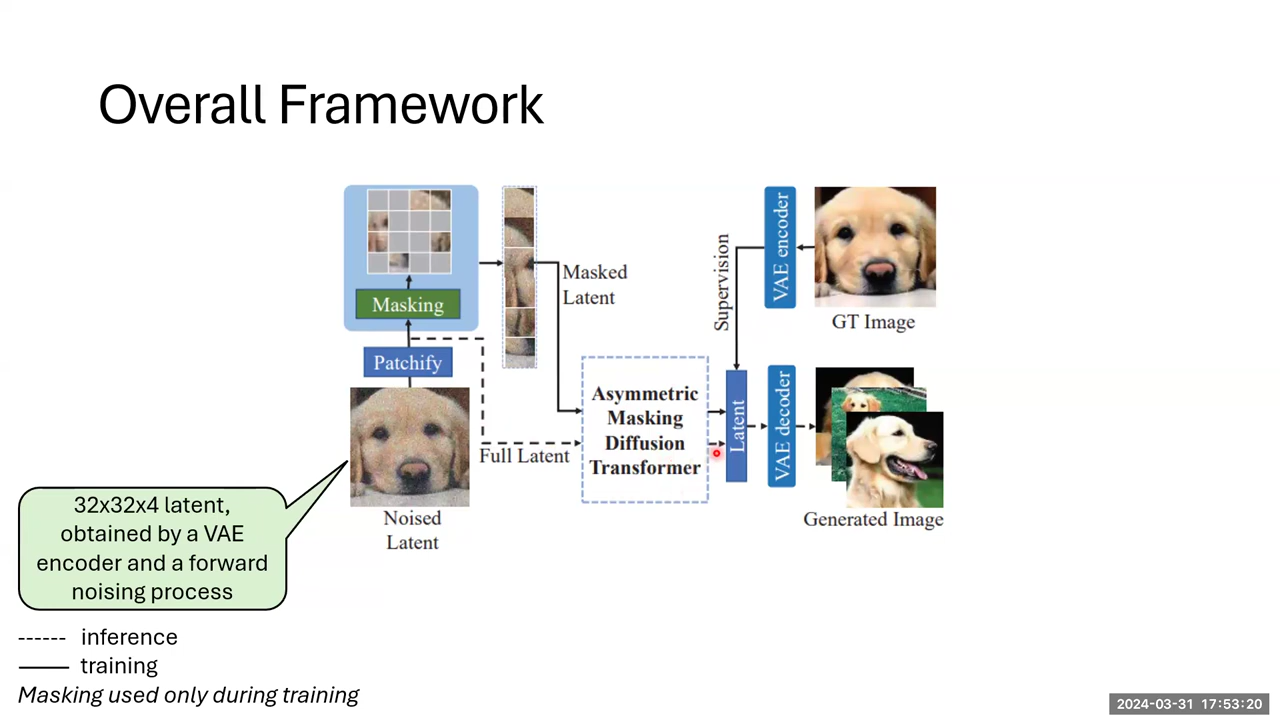 Overall Framework
Masking
Patchify
Noised
Latent
Masked
Latent
Full Latent
Asymmetric
Masking
Diffusion
Transformer
Supervision
Latent
VAE encoder
GT Image
VAE decoder
Generated Image
32x32x4 latent,
obtained by a VAE
encoder and a forward
noising process
------ inference
training
Masking used only during training
2024-03-31 17:53:20